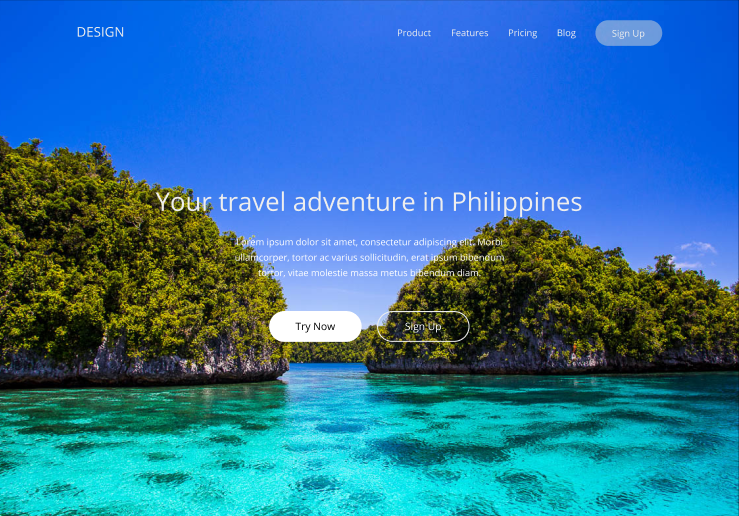 DESIGN
Product Features Pricing Blog Sign Up
Your travel adventure in Philippines
Lorem ipsum dolor sit amet, consectetur adipiscing elit. Morbi
ullamcorper, tortor ac varius sollicitudin, erat ipsum bibendum
tortor, vitae molestie massa metus bibendum diam.
Try Now Sign Up